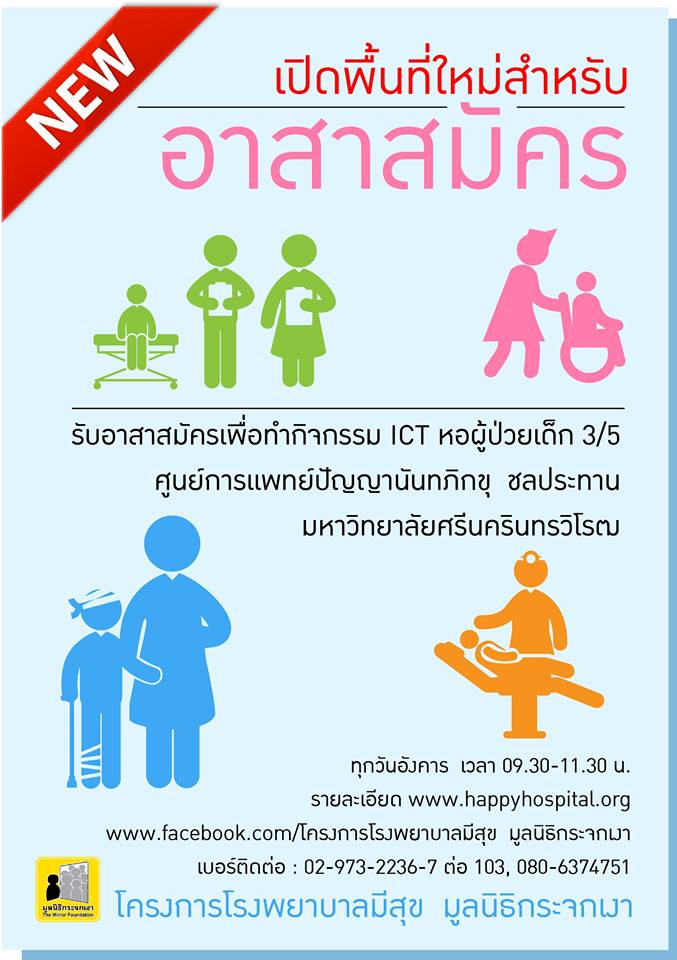 NEW
เปิดพื้นที่ใหม่สำหรับ
อาสาสมัคร
รับอาสาสมัครเพื่อทำกิจกรรม ICT หอผู้ป่วยเด็ก 3/5
ศูนย์การแพทย์ปัญญานันทภิกขุ ชลประทาน
มหาวิทยาลัยศรีนครินทรวิโรฒ
ทุกวันอังคาร เวลา 09.30-11.30 น.
รายละเอียด www.happyhospital.org
www.facebook.com/โครงการโรงพยาบาลมีสุข มูลนิธิกระจกเงา
เบอร์ติดต่อ : 02-973-2236-7 ต่อ 103, 080-6374751
มูลนิธิกระจกเงา
The Mirror Foundation
โครงการโรงพยาบาลมีสุข มูลนิธิกระจกเงา